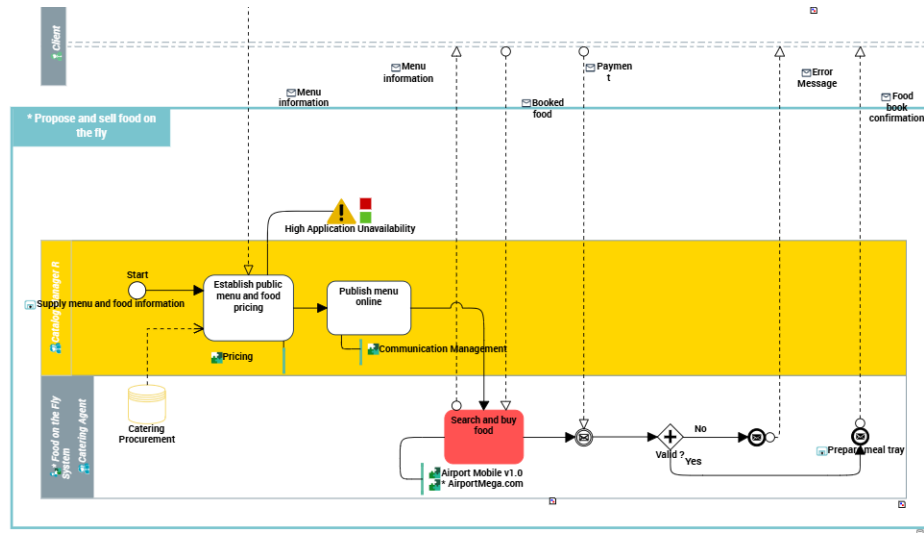 Client
Menu
information
Menu
information
Booked
food
Paymen
t
Error
Message
Food
book
confirmation
* Propose and sell food on
the fly
High Application Unavailability
Start
Supply menu and food information
Establish public
menu and food
pricing
Publish menu
online
Pricing
Communication Management
Catering
Procurement
* Food on the Fly
System
Catering Agent
Search and buy
food
Airport Mobile v1.0
* AirportMega.com
Valid ?
No
Yes
Prepare meal tray